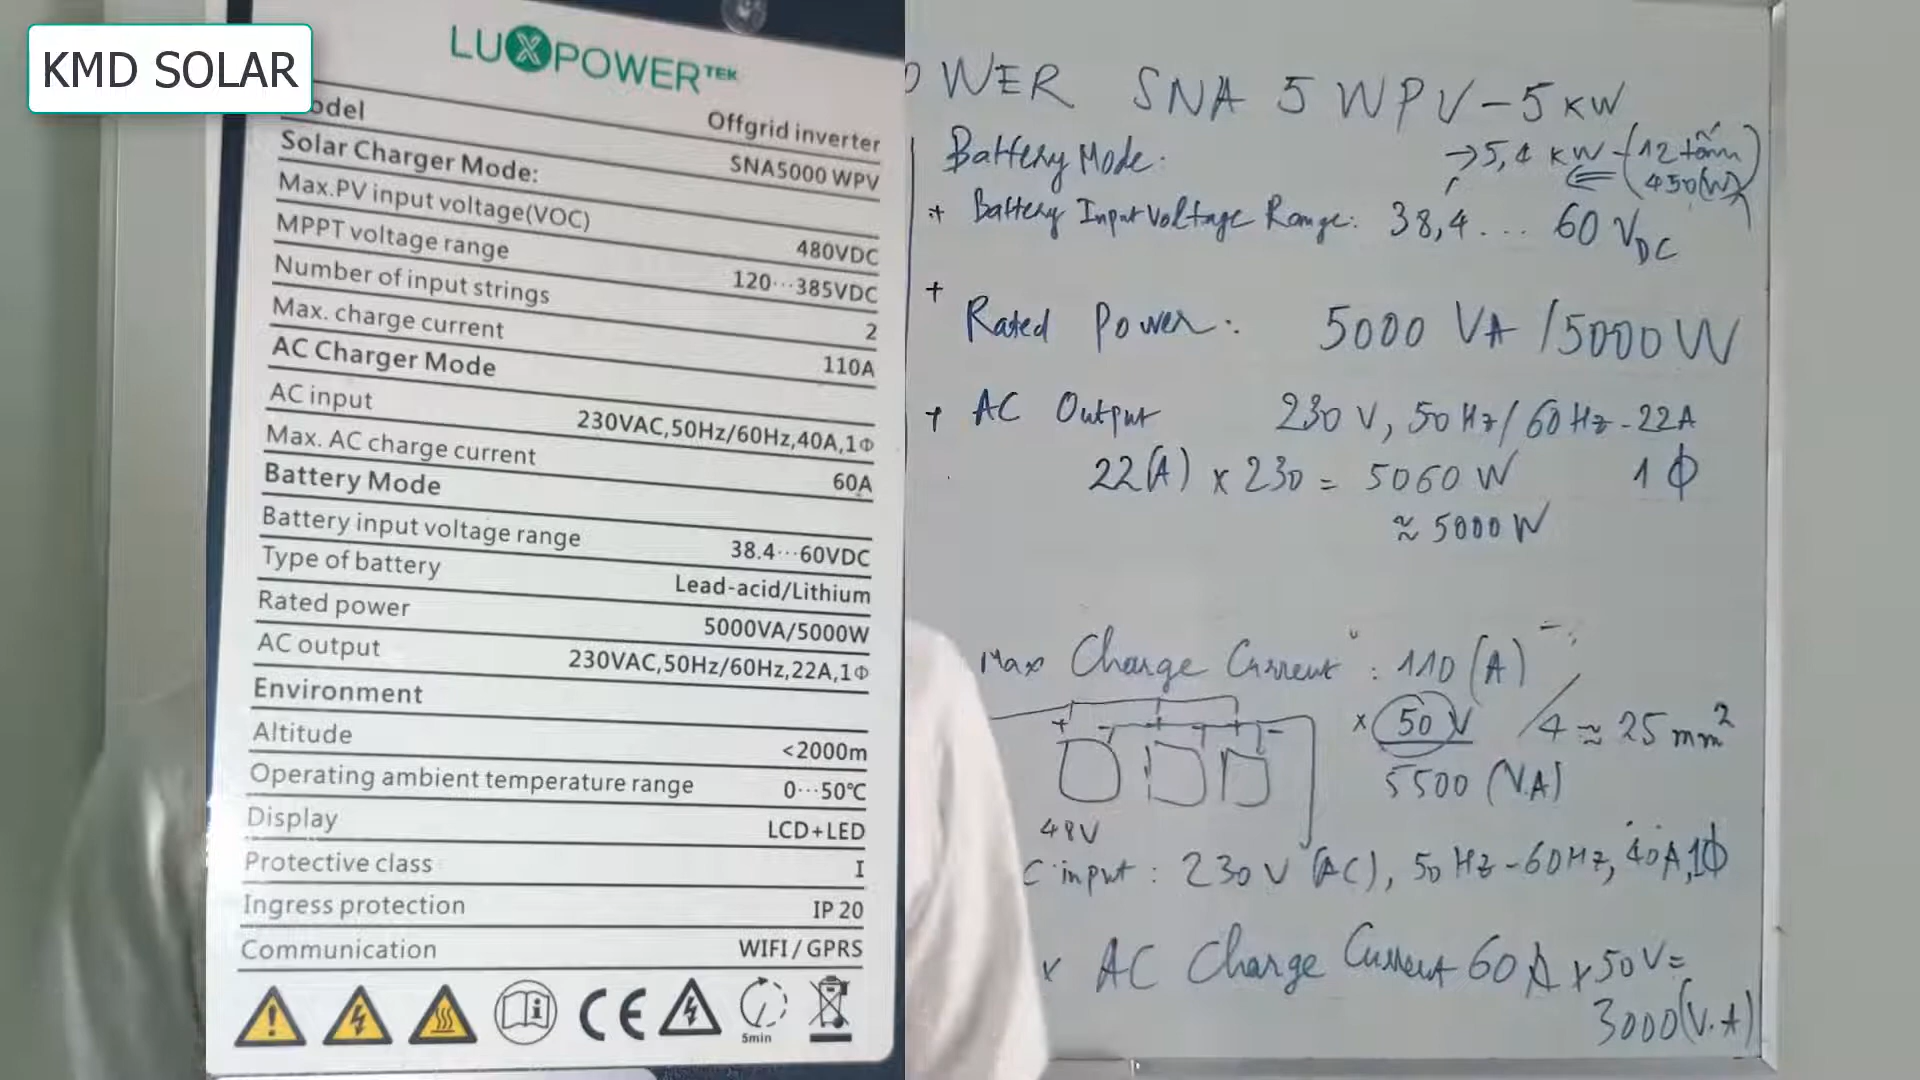 KMD SOLAR
LUXPOWERTEK
odel
Offgrid inverter
SNA5000 WPV
Solar Charger Mode:
Max.PV input voltage(VOC) 480VDC
MPPT voltage range 120···385VDC
Number of input strings 2
Max. charge current 110A
AC Charger Mode
AC input 230VAC,50Hz/60Hz,40A,1Φ
Max. AC charge current 60A
Battery Mode
Battery input voltage range 38.4···60VDC
Type of battery Lead-acid/Lithium
Rated power 5000VA/5000W
AC output 230VAC,50Hz/60Hz,22A,1Φ
Environment
Altitude <2000m
Operating ambient temperature range 0···50℃
Display LCD+LED
Protective class I
Ingress protection IP 20
Communication WIFI / GPRS
CE
5min
OWER SNA 5 WPV - 5 KW
Battery Mode:
→ 5,4 KW - (12 tấm
450(W))
+ Battery Input Voltage Range: 38,4 ... 60 VDC
+ Rated Power: 5000 VA / 5000 W
+ AC Output 230 V, 50 Hz / 60 Hz - 22A
22(A) x 230 = 5060 W 1 Φ
≈ 5000 W
Max Charge Current : 110 (A)
x 50 V / 4 ≈ 25 mm²
+ - + - + -
5500 (V.A)
48V
C input : 230 V (AC), 50 Hz - 60Hz, 40A,1Φ
x AC Charge Current 60A x 50V =
3000(V.A)